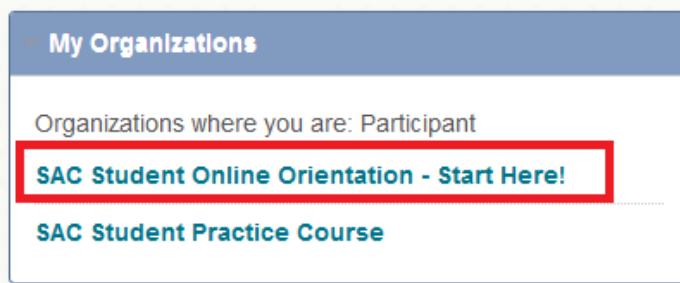 My Organizations
Organizations where you are: Participant
SAC Student Online Orientation - Start Here!
SAC Student Practice Course